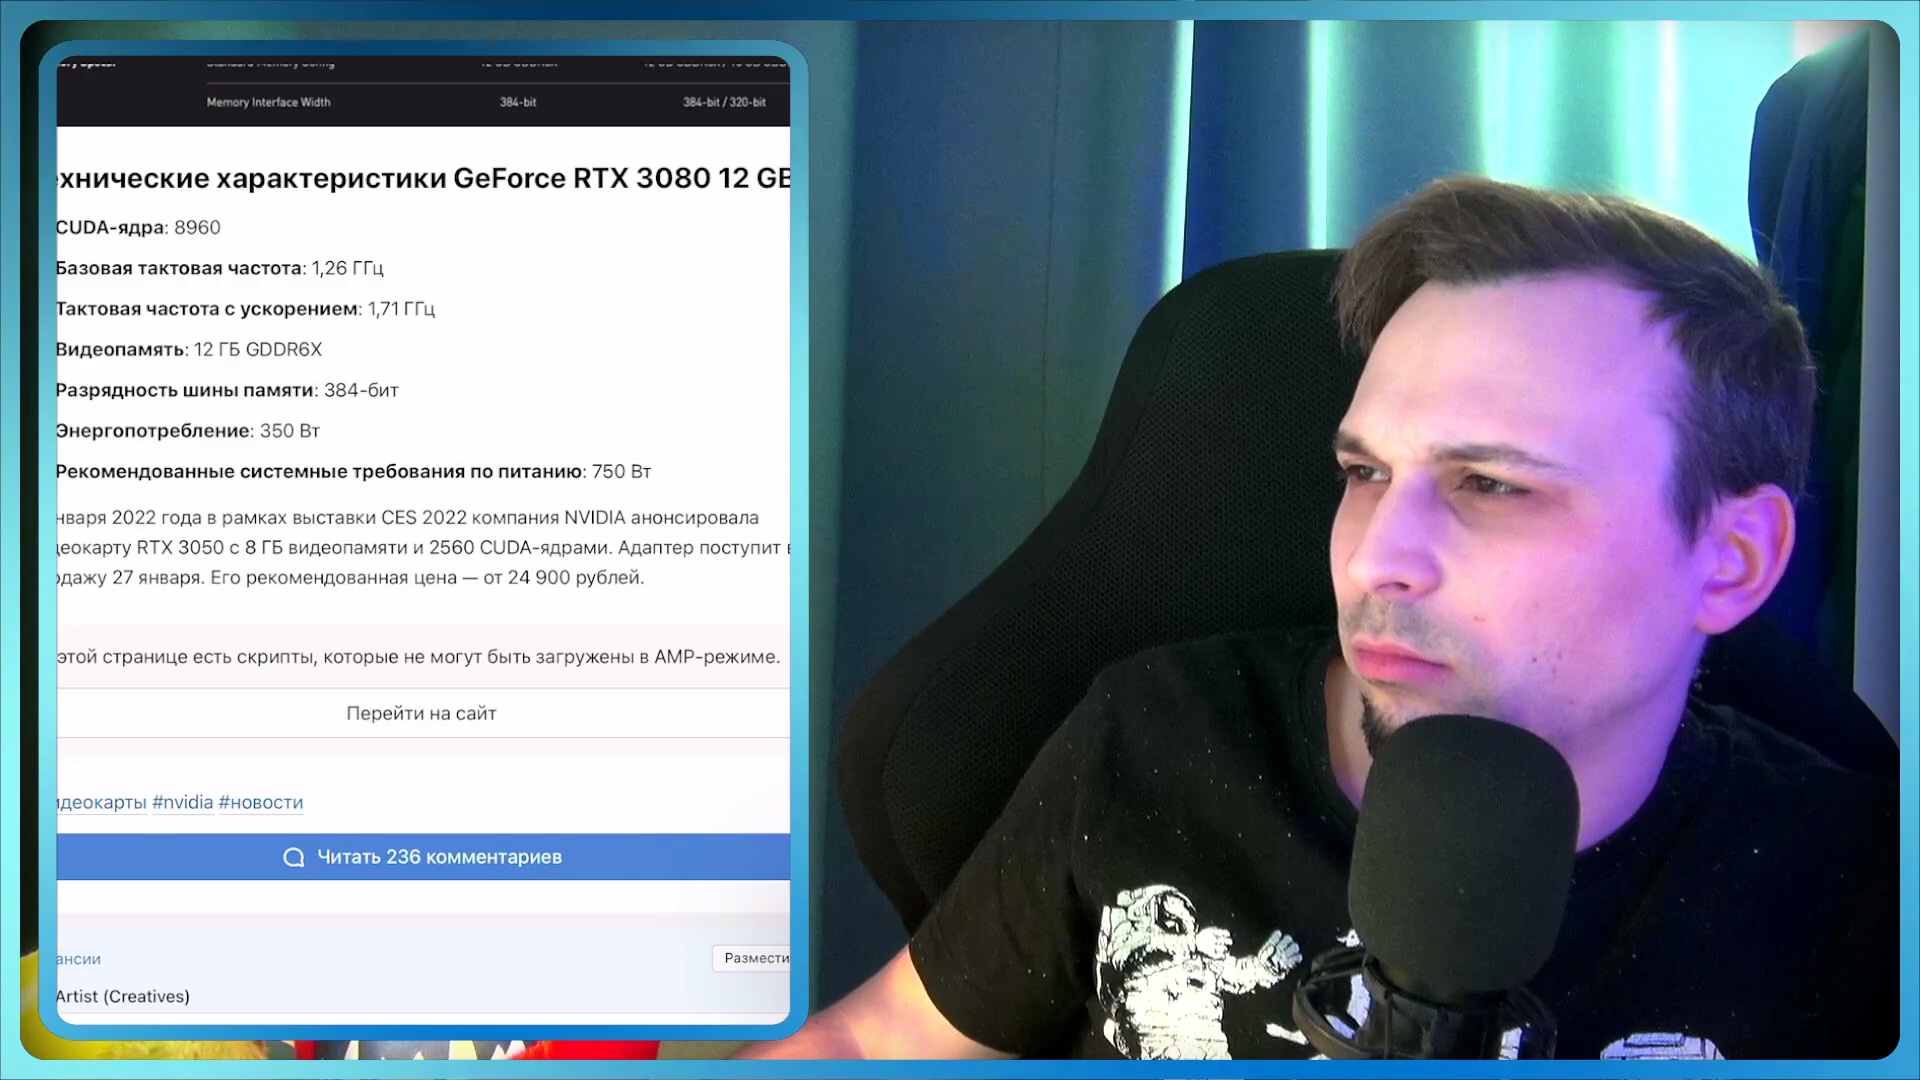 Memory Interface Width 384-bit 384-bit / 320-bit
ехнические характеристики GeForce RTX 3080 12 GB
CUDA-ядра: 8960
Базовая тактовая частота: 1,26 ГГц
Тактовая частота с ускорением: 1,71 ГГц
Видеопамять: 12 ГБ GDDR6X
Разрядность шины памяти: 384-бит
Энергопотребление: 350 Вт
Рекомендованные системные требования по питанию: 750 Вт
нваря 2022 года в рамках выставки CES 2022 компания NVIDIA анонсировала
деокарту RTX 3050 с 8 ГБ видеопамяти и 2560 CUDA-ядрами. Адаптер поступит в
одажу 27 января. Его рекомендованная цена — от 24 900 рублей.
этой странице есть скрипты, которые не могут быть загружены в AMP-режиме.
Перейти на сайт
идеокарты #nvidia #новости
Читать 236 комментариев
ансии Размести
Artist (Creatives)